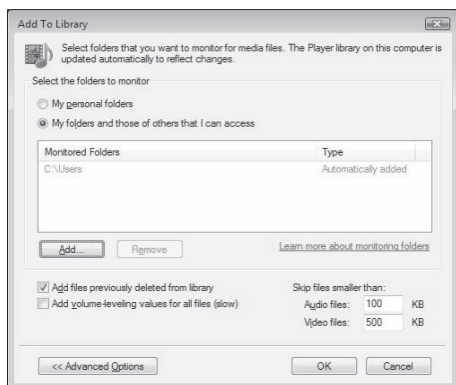 Add To Library
Select folders that you want to monitor for media files. The Player library on this computer is
updated automatically to reflect changes.
Select the folders to monitor
My personal folders
My folders and those of others that I can access
Monitored Folders Type
C:\Users Automatically added
Add... Remove Learn more about monitoring folders
Add files previously deleted from library Skip files smaller than:
Add volume-leveling values for all files (slow) Audio files: 100 KB
Video files: 500 KB
<< Advanced Options OK Cancel